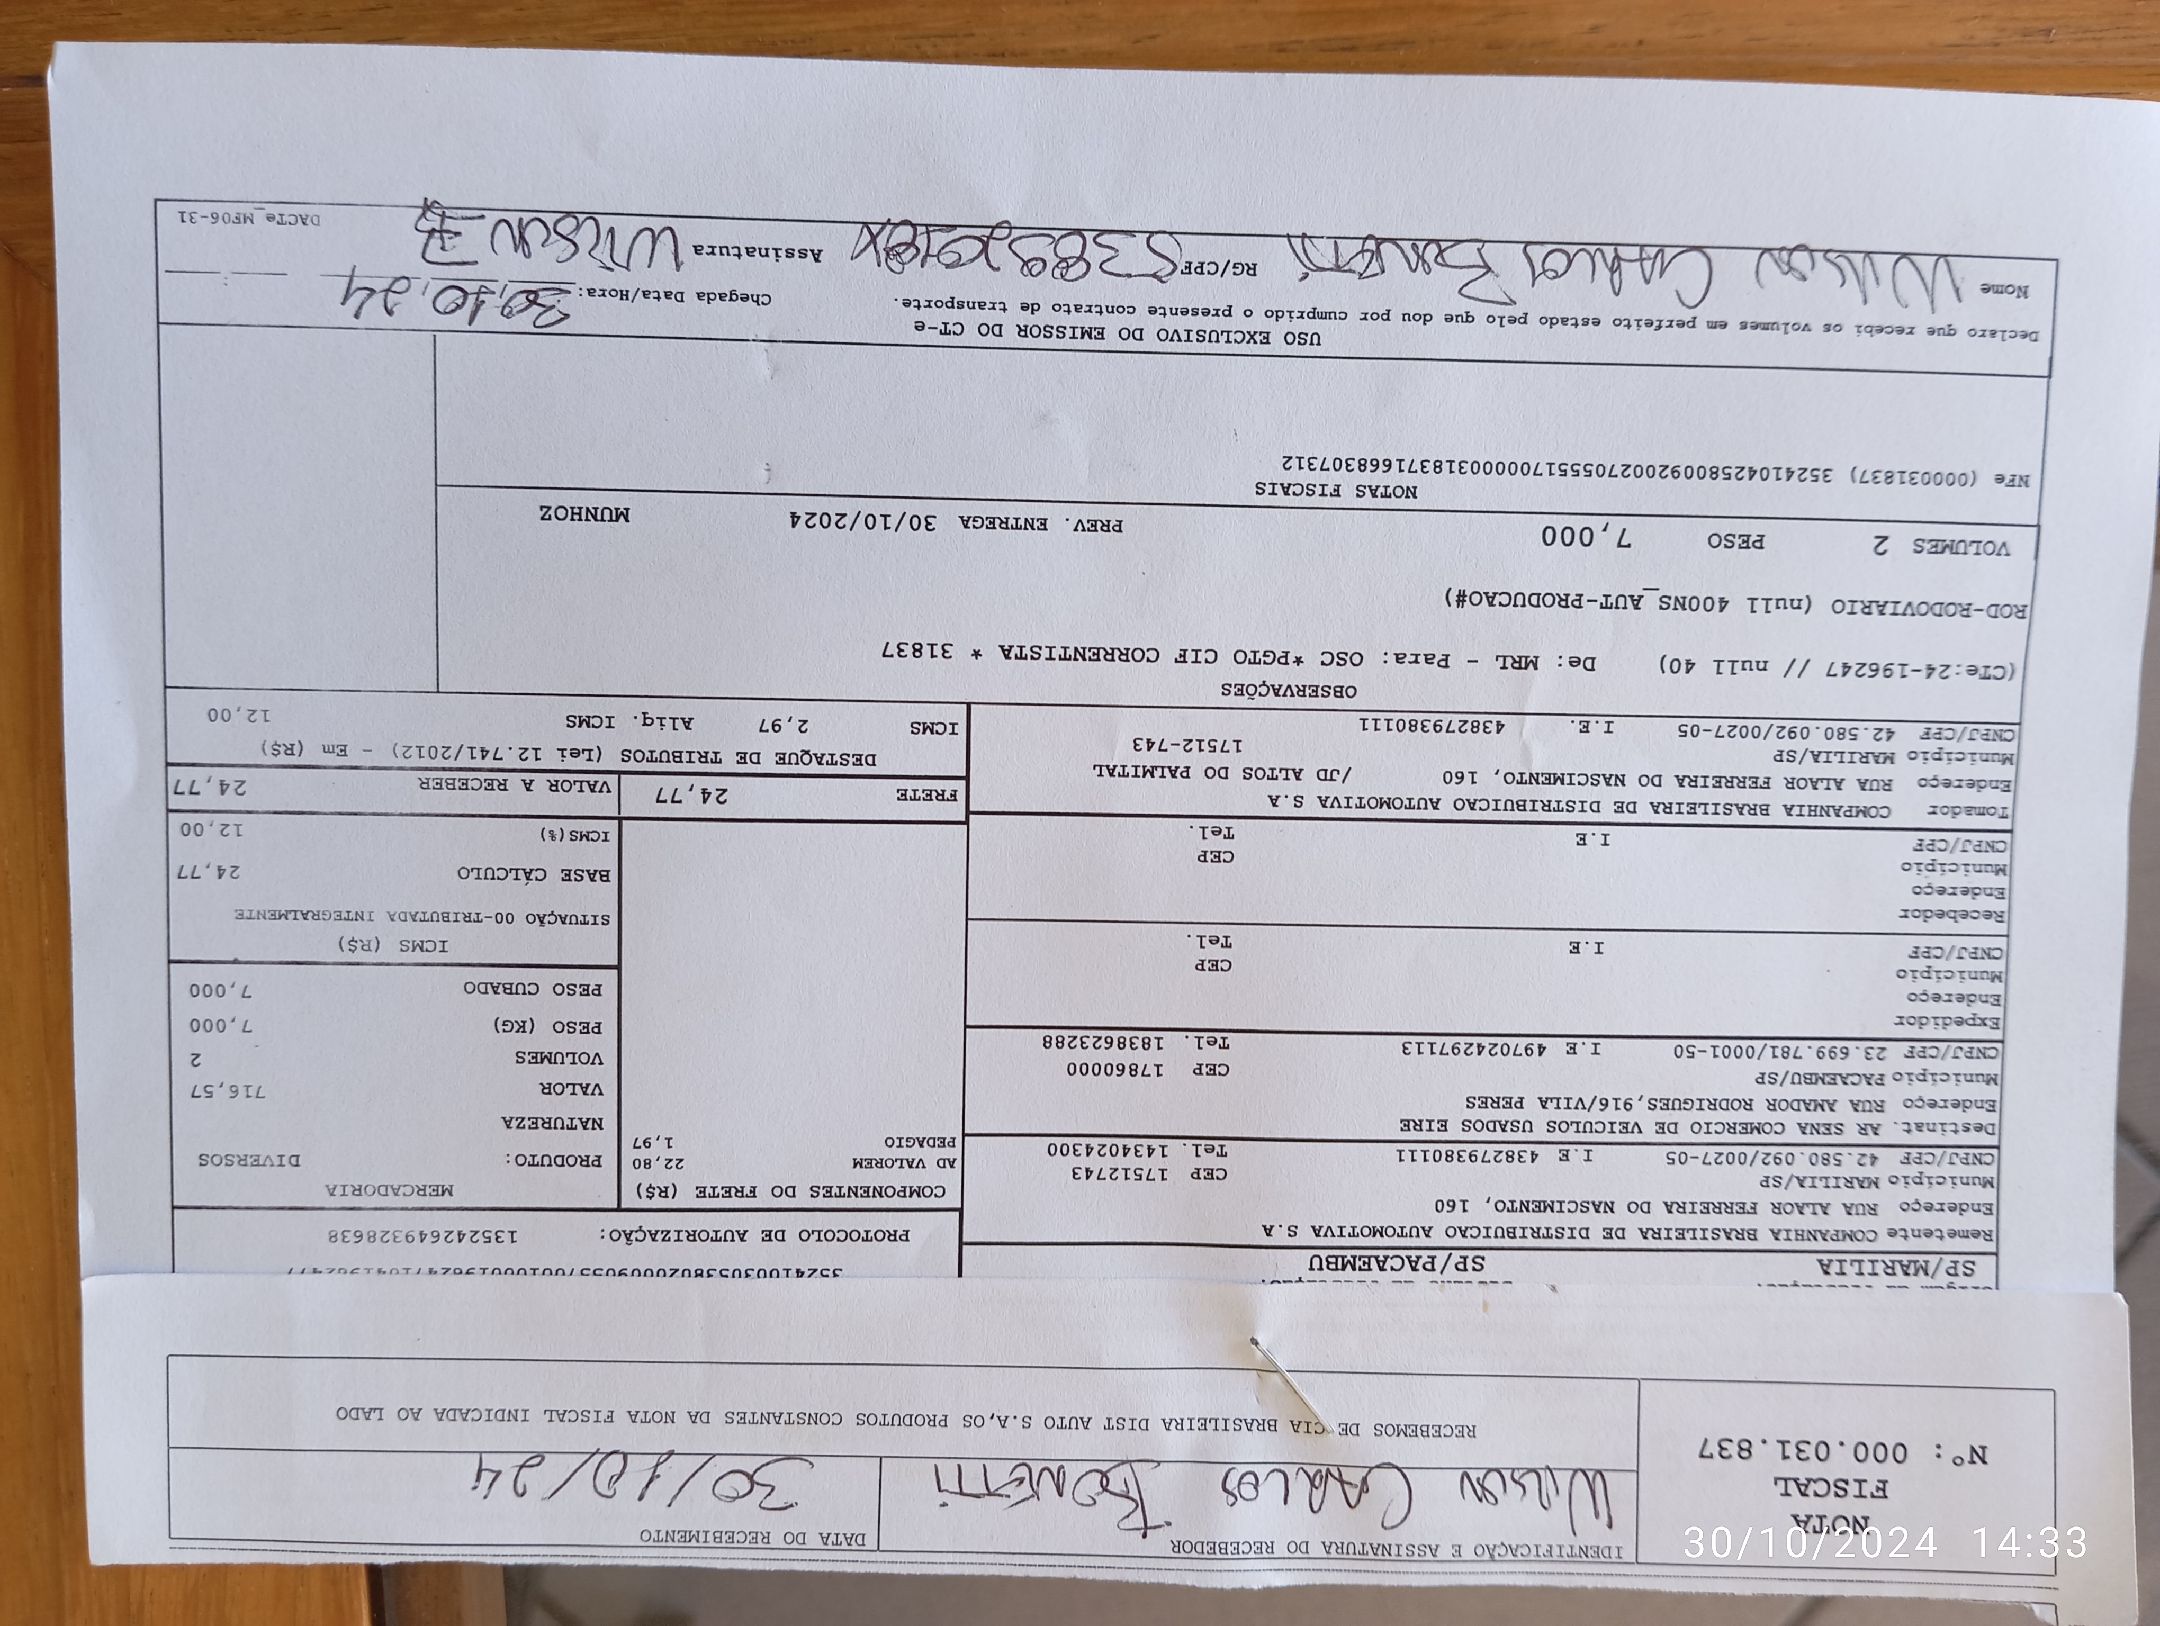 NOTA
FISCAL
Nº: 000.031.837
IDENTIFICAÇÃO E ASSINATURA DO RECEBEDOR
Wilson Carlos Bonetti
DATA DO RECEBIMENTO
30/10/24
RECEBEMOS DE CIA BRASILEIRA DIST AUTO S.A,OS PRODUTOS CONSTANTES DA NOTA FISCAL INDICADA AO LADO
SP/MARILIA SP/PACAEMBU
Remetente COMPANHIA BRASILEIRA DE DISTRIBUICAO AUTOMOTIVA S.A
Endereço RUA ALAOR FERREIRA DO NASCIMENTO, 160
Município MARILIA/SP CEP 17512743
CNPJ/CPF 42.580.092/0027-05 I.E 438279380111 Tel. 1434024300
Destinat. AR SENA COMERCIO DE VEICULOS USADOS EIRE
Endereço RUA AMADOR RODRIGUES,916/VILA PERES
Município PACAEMBU/SP CEP 17860000
CNPJ/CPF 23.699.781/0001-50 I.E 497024297113 Tel. 1838623288
Expedidor
Endereço
Município CEP
CNPJ/CPF I.E Tel.
Recebedor
Endereço
Município CEP
CNPJ/CPF I.E Tel.
Tomador COMPANHIA BRASILEIRA DE DISTRIBUICAO AUTOMOTIVA S.A
Endereço RUA ALAOR FERREIRA DO NASCIMENTO, 160 /JD ALTOS DO PALMITAL
Município MARILIA/SP 17512-743
CNPJ/CPF 42.580.092/0027-05 I.E. 438279380111
PROTOCOLO DE AUTORIZAÇÃO: 135242649328638
COMPONENTES DO FRETE (R$)
AD VALOREM 22,80
PEDAGIO 1,97
MERCADORIA
PRODUTO: DIVERSOS
NATUREZA
VALOR 716,57
VOLUMES 2
PESO (KG) 7,000
PESO CUBADO 7,000
ICMS (R$)
SITUAÇÃO 00-TRIBUTADA INTEGRALMENTE
BASE CÁLCULO 24,77
ICMS(%) 12,00
FRETE 24,77 VALOR A RECEBER 24,77
DESTAQUE DE TRIBUTOS (Lei 12.741/2012) - Em (R$)
ICMS 2,97 Aliq. ICMS 12,00
OBSERVAÇÕES
(CTe:24-196247 // null 40) De: MRL - Para: OSC *PGTO CIF CORRENTISTA * 31837
ROD-RODOVIARIO (null 400NS_AUT-PRODUCAO#)
VOLUMES 2 PESO 7,000 PREV. ENTREGA 30/10/2024 MUNHOZ
NOTAS FISCAIS
NFe (000031837) 35241042580092002705551700000318371668307312
USO EXCLUSIVO DO EMISSOR DO CT-e
Declaro que recebi os volumes em perfeito estado pelo que dou por cumprido o presente contrato de transporte.
Chegada Data/Hora: 30/10/24
Nome Wilson Carlos Bonetti RG/CPF Assinatura Wilson
DACTe_MF06-31
30/10/2024 14:33